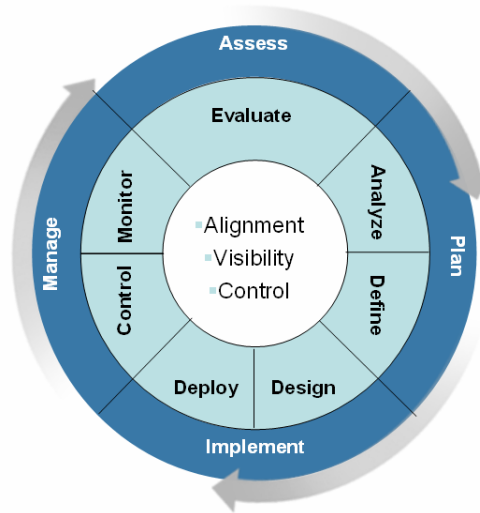 Assess
Evaluate
Analyze
Plan
Define
Design
Implement
Deploy
Control
Manage
Monitor
Alignment
Visibility
Control